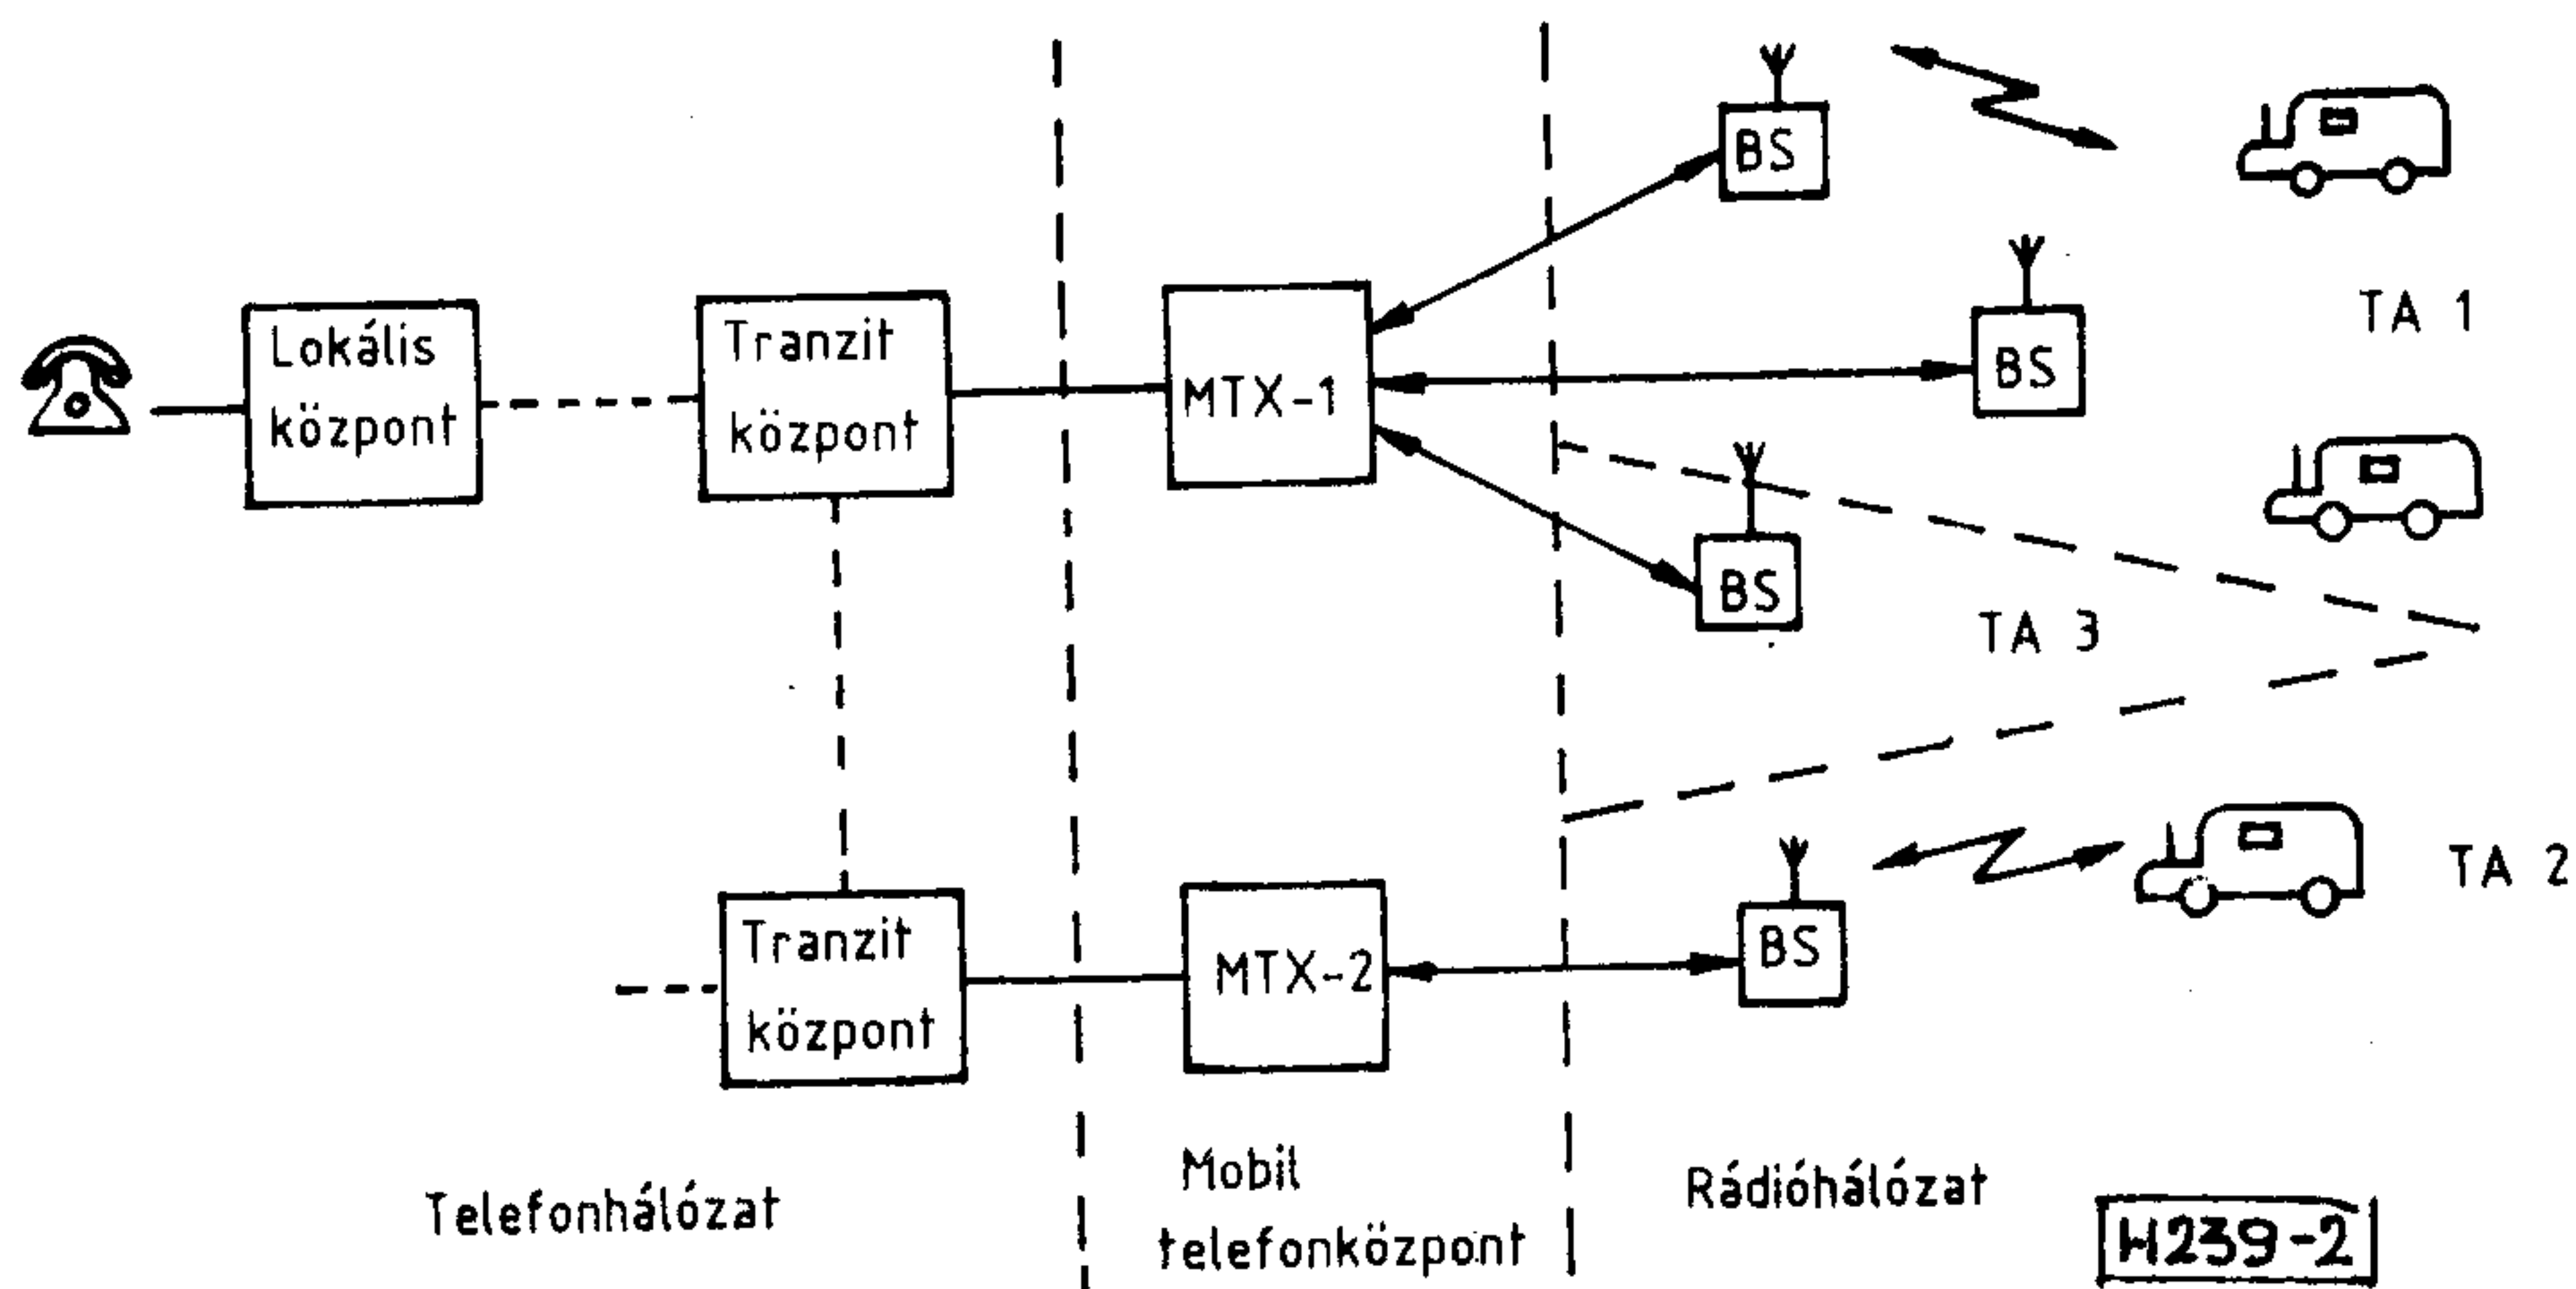 BS
BS
TA 1
Lokális
központ
Tranzit
központ
MTX-1
BS
TA 3
TA 2
Tranzit
központ
MTX-2
BS
Telefonhálózat
Mobil
telefonközpont
Rádióhálózat
H239-2